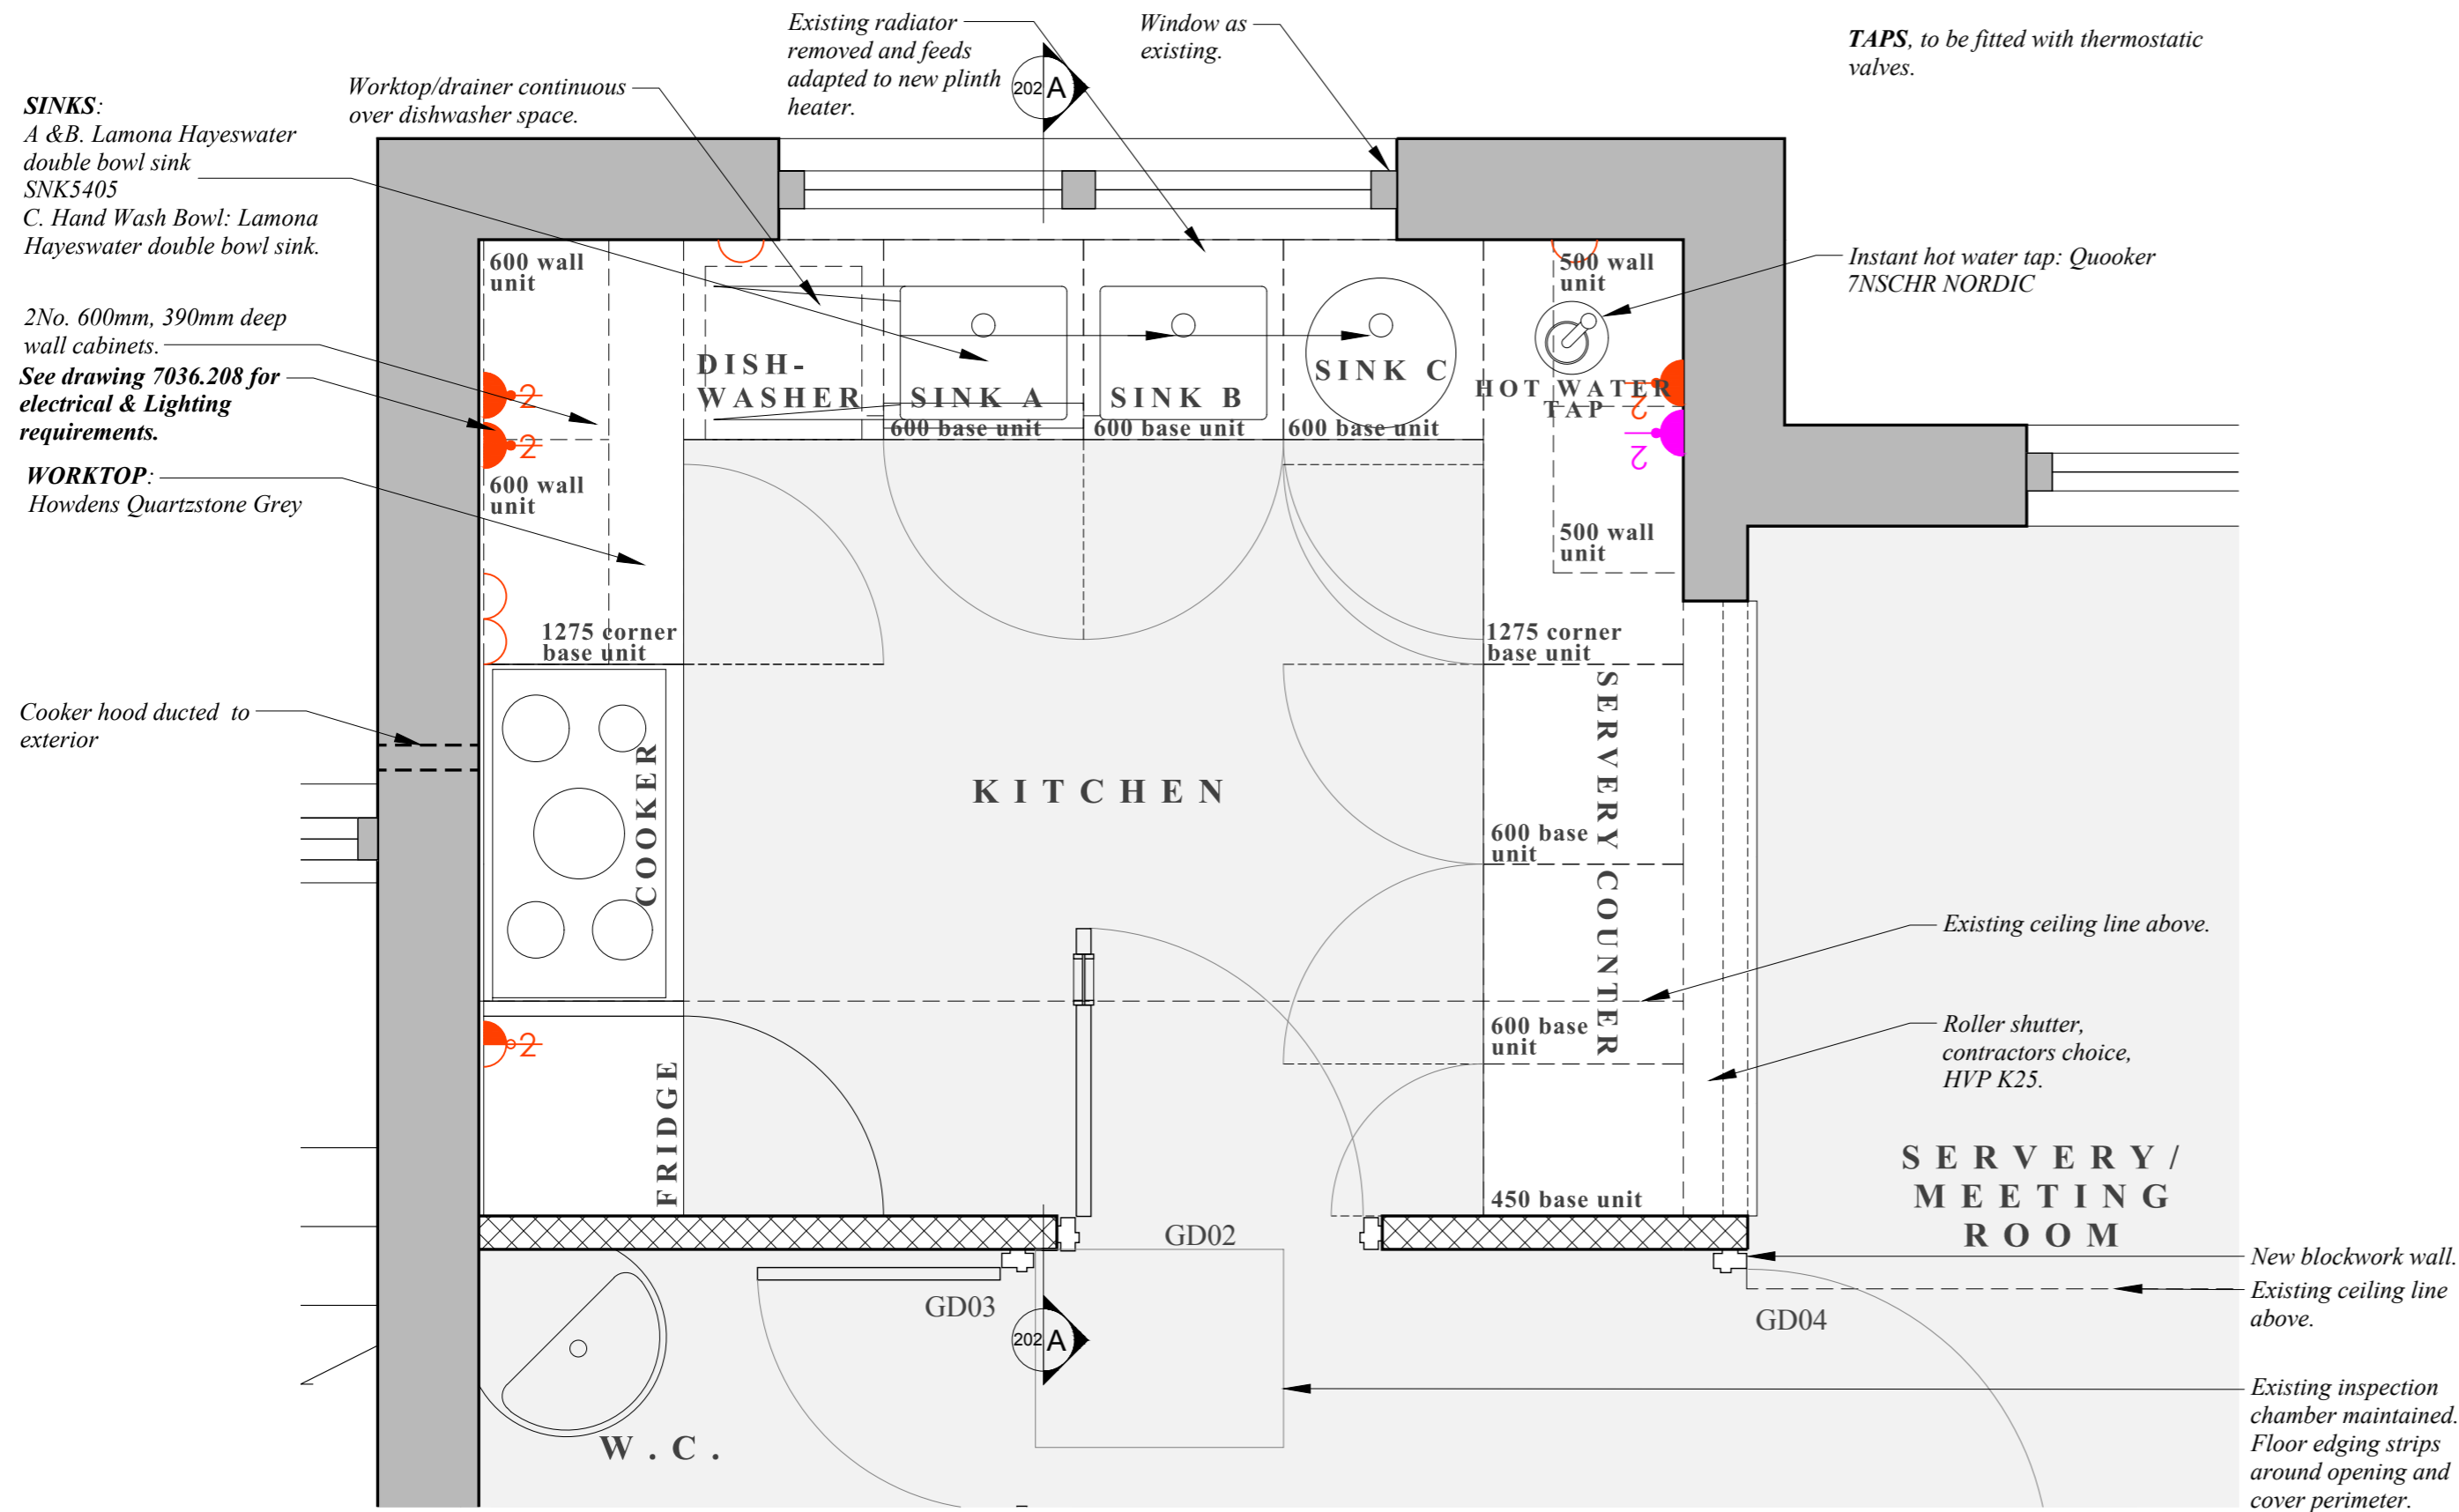 Existing radiator
removed and feeds
adapted to new plinth
heater.
Window as
existing.
TAPS, to be fitted with thermostatic
valves.
Worktop/drainer continuous
over dishwasher space.
202 A
SINKS:
A &B. Lamona Hayeswater
double bowl sink
SNK5405
C. Hand Wash Bowl: Lamona
Hayeswater double bowl sink.
2No. 600mm, 390mm deep
wall cabinets.
See drawing 7036.208 for
electrical & Lighting
requirements.
WORKTOP:
Howdens Quartzstone Grey
Cooker hood ducted to
exterior
600 wall
unit
2
2
600 wall
unit
1275 corner
base unit
DISH-
WASHER
SINK A
SINK B
SINK C
600 base unit
600 base unit
600 base unit
500 wall
unit
HOT WATER
TAP
2
2
500 wall
unit
Instant hot water tap: Quooker
7NSCHR NORDIC
1275 corner
base unit
COOKER
KITCHEN
SERVERY COUNTER
600 base
unit
600 base
unit
450 base unit
2
FRIDGE
Existing ceiling line above.
Roller shutter,
contractors choice,
HVP K25.
SERVERY/
MEETING
ROOM
GD02
GD03
GD04
202 A
W.C.
New blockwork wall.
Existing ceiling line
above.
Existing inspection
chamber maintained.
Floor edging strips
around opening and
cover perimeter.